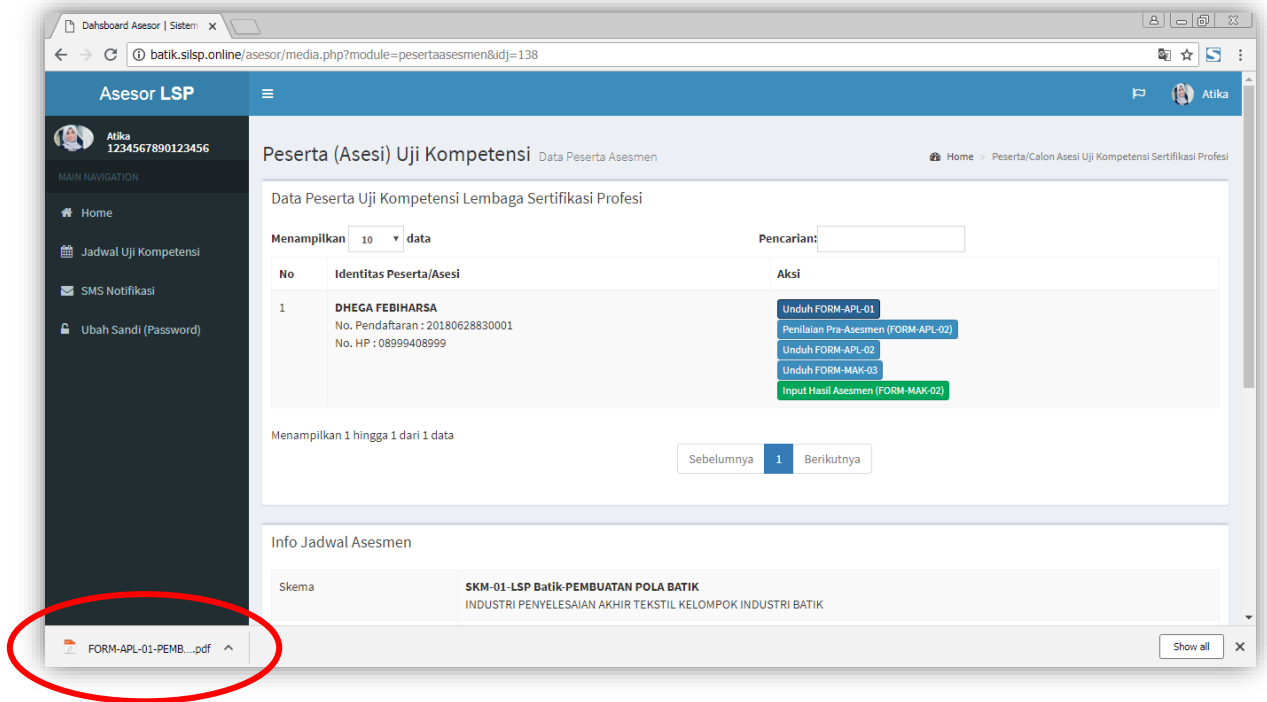 Dahsboard Asesor | Sistem
batik.silsp.online/asesor/media.php?module=pesertaasesmen&idj=138
Asesor LSP
Atika
Atika
1234567890123456
MAIN NAVIGATION
Home
Jadwal Uji Kompetensi
SMS Notifikasi
Ubah Sandi (Password)
Peserta (Asesi) Uji Kompetensi Data Peserta Asesmen
Home > Peserta/Calon Asesi Uji Kompetensi Sertifikasi Profesi
Data Peserta Uji Kompetensi Lembaga Sertifikasi Profesi
Menampilkan 10 data
Pencarian:
No Identitas Peserta/Asesi Aksi
1 DHEGA FEBIHARSA
No. Pendaftaran : 20180628830001
No. HP : 08999408999
Unduh FORM-APL-01
Penilaian Pra-Asesmen (FORM-APL-02)
Unduh FORM-APL-02
Unduh FORM-MAK-03
Input Hasil Asesmen (FORM-MAK-02)
Menampilkan 1 hingga 1 dari 1 data
Sebelumnya 1 Berikutnya
Info Jadwal Asesmen
Skema SKM-01-LSP Batik-PEMBUATAN POLA BATIK
INDUSTRI PENYELESAIAN AKHIR TEKSTIL KELOMPOK INDUSTRI BATIK
FORM-APL-01-PEMB....pdf
Show all